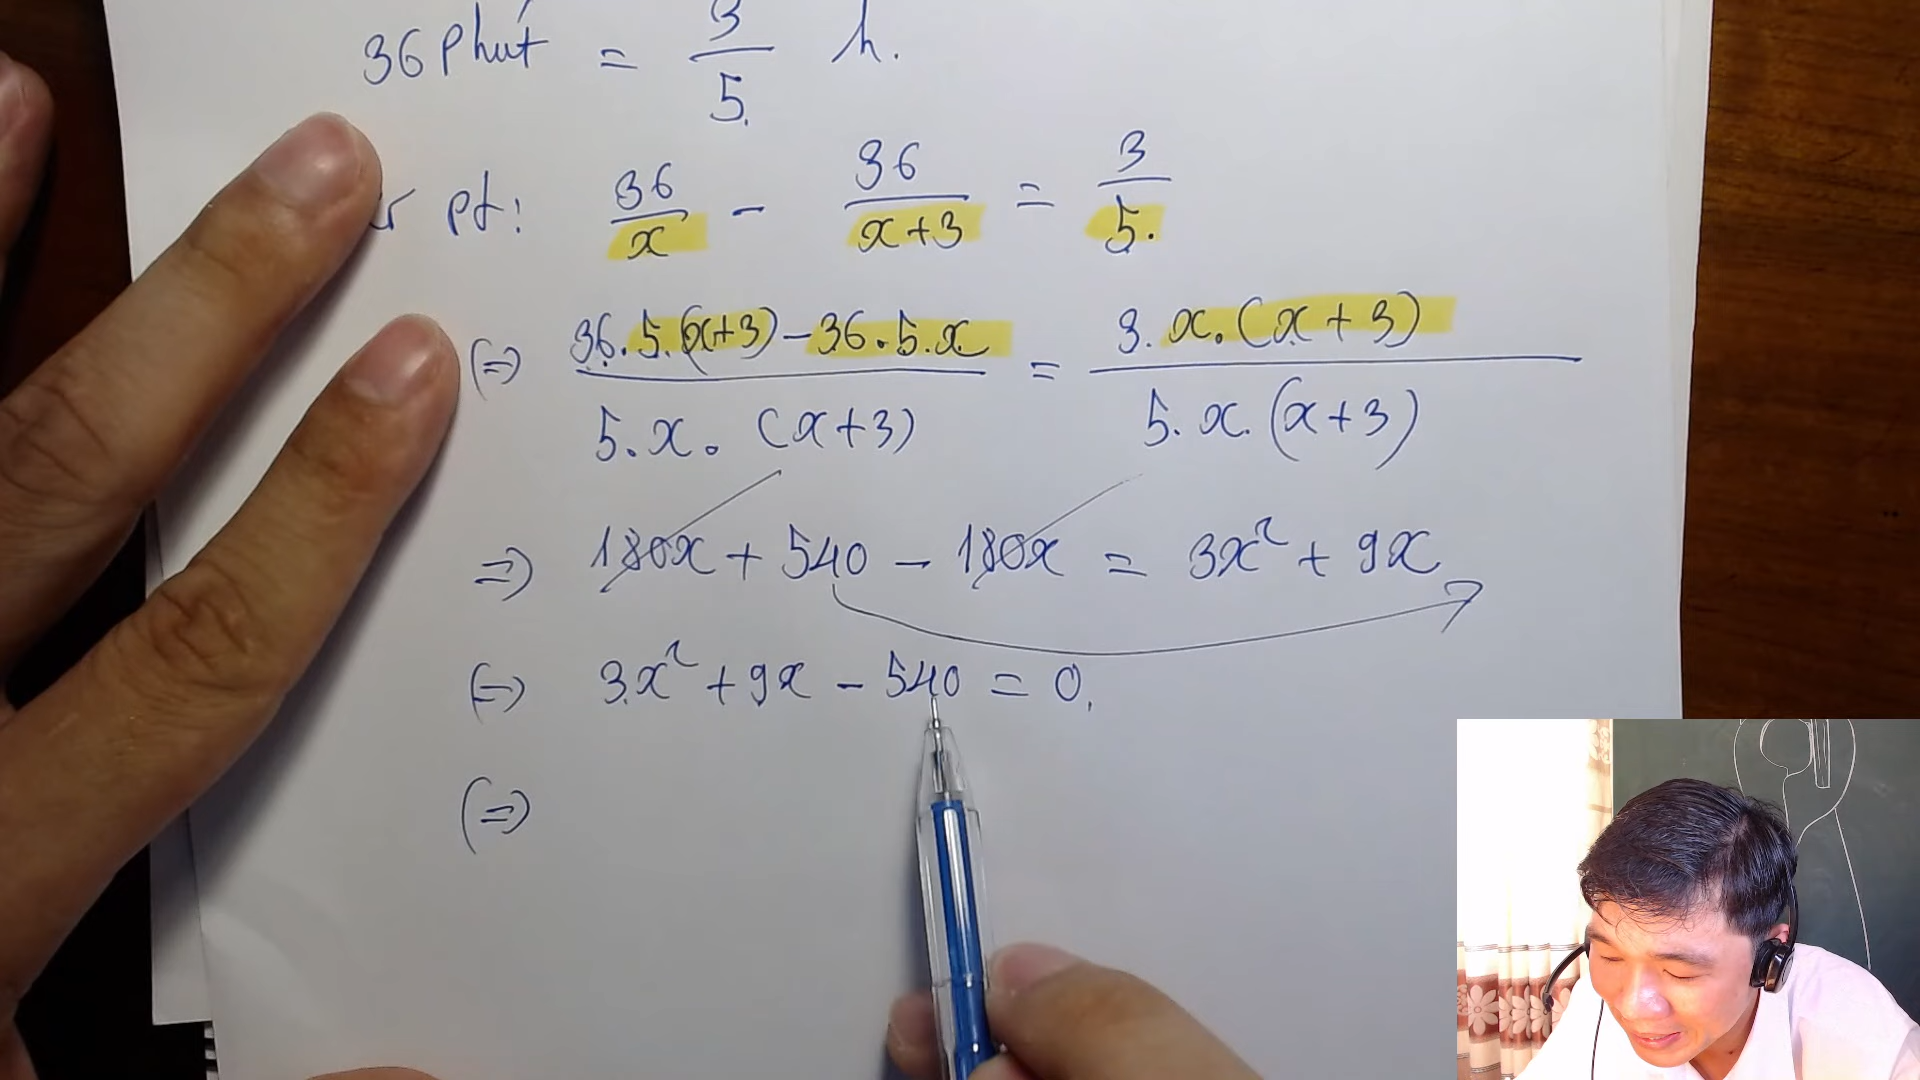 36 phút = 3/5 h.
pt: 36/x - 36/(x+3) = 3/5.
(=) (36.5.(x+3) - 36.5.x)/(5.x.(x+3)) = (3.x.(x+3))/(5.x.(x+3))
=) 180x + 540 - 180x = 3x² + 9x
(=) 3x² + 9x - 540 = 0.
(=)